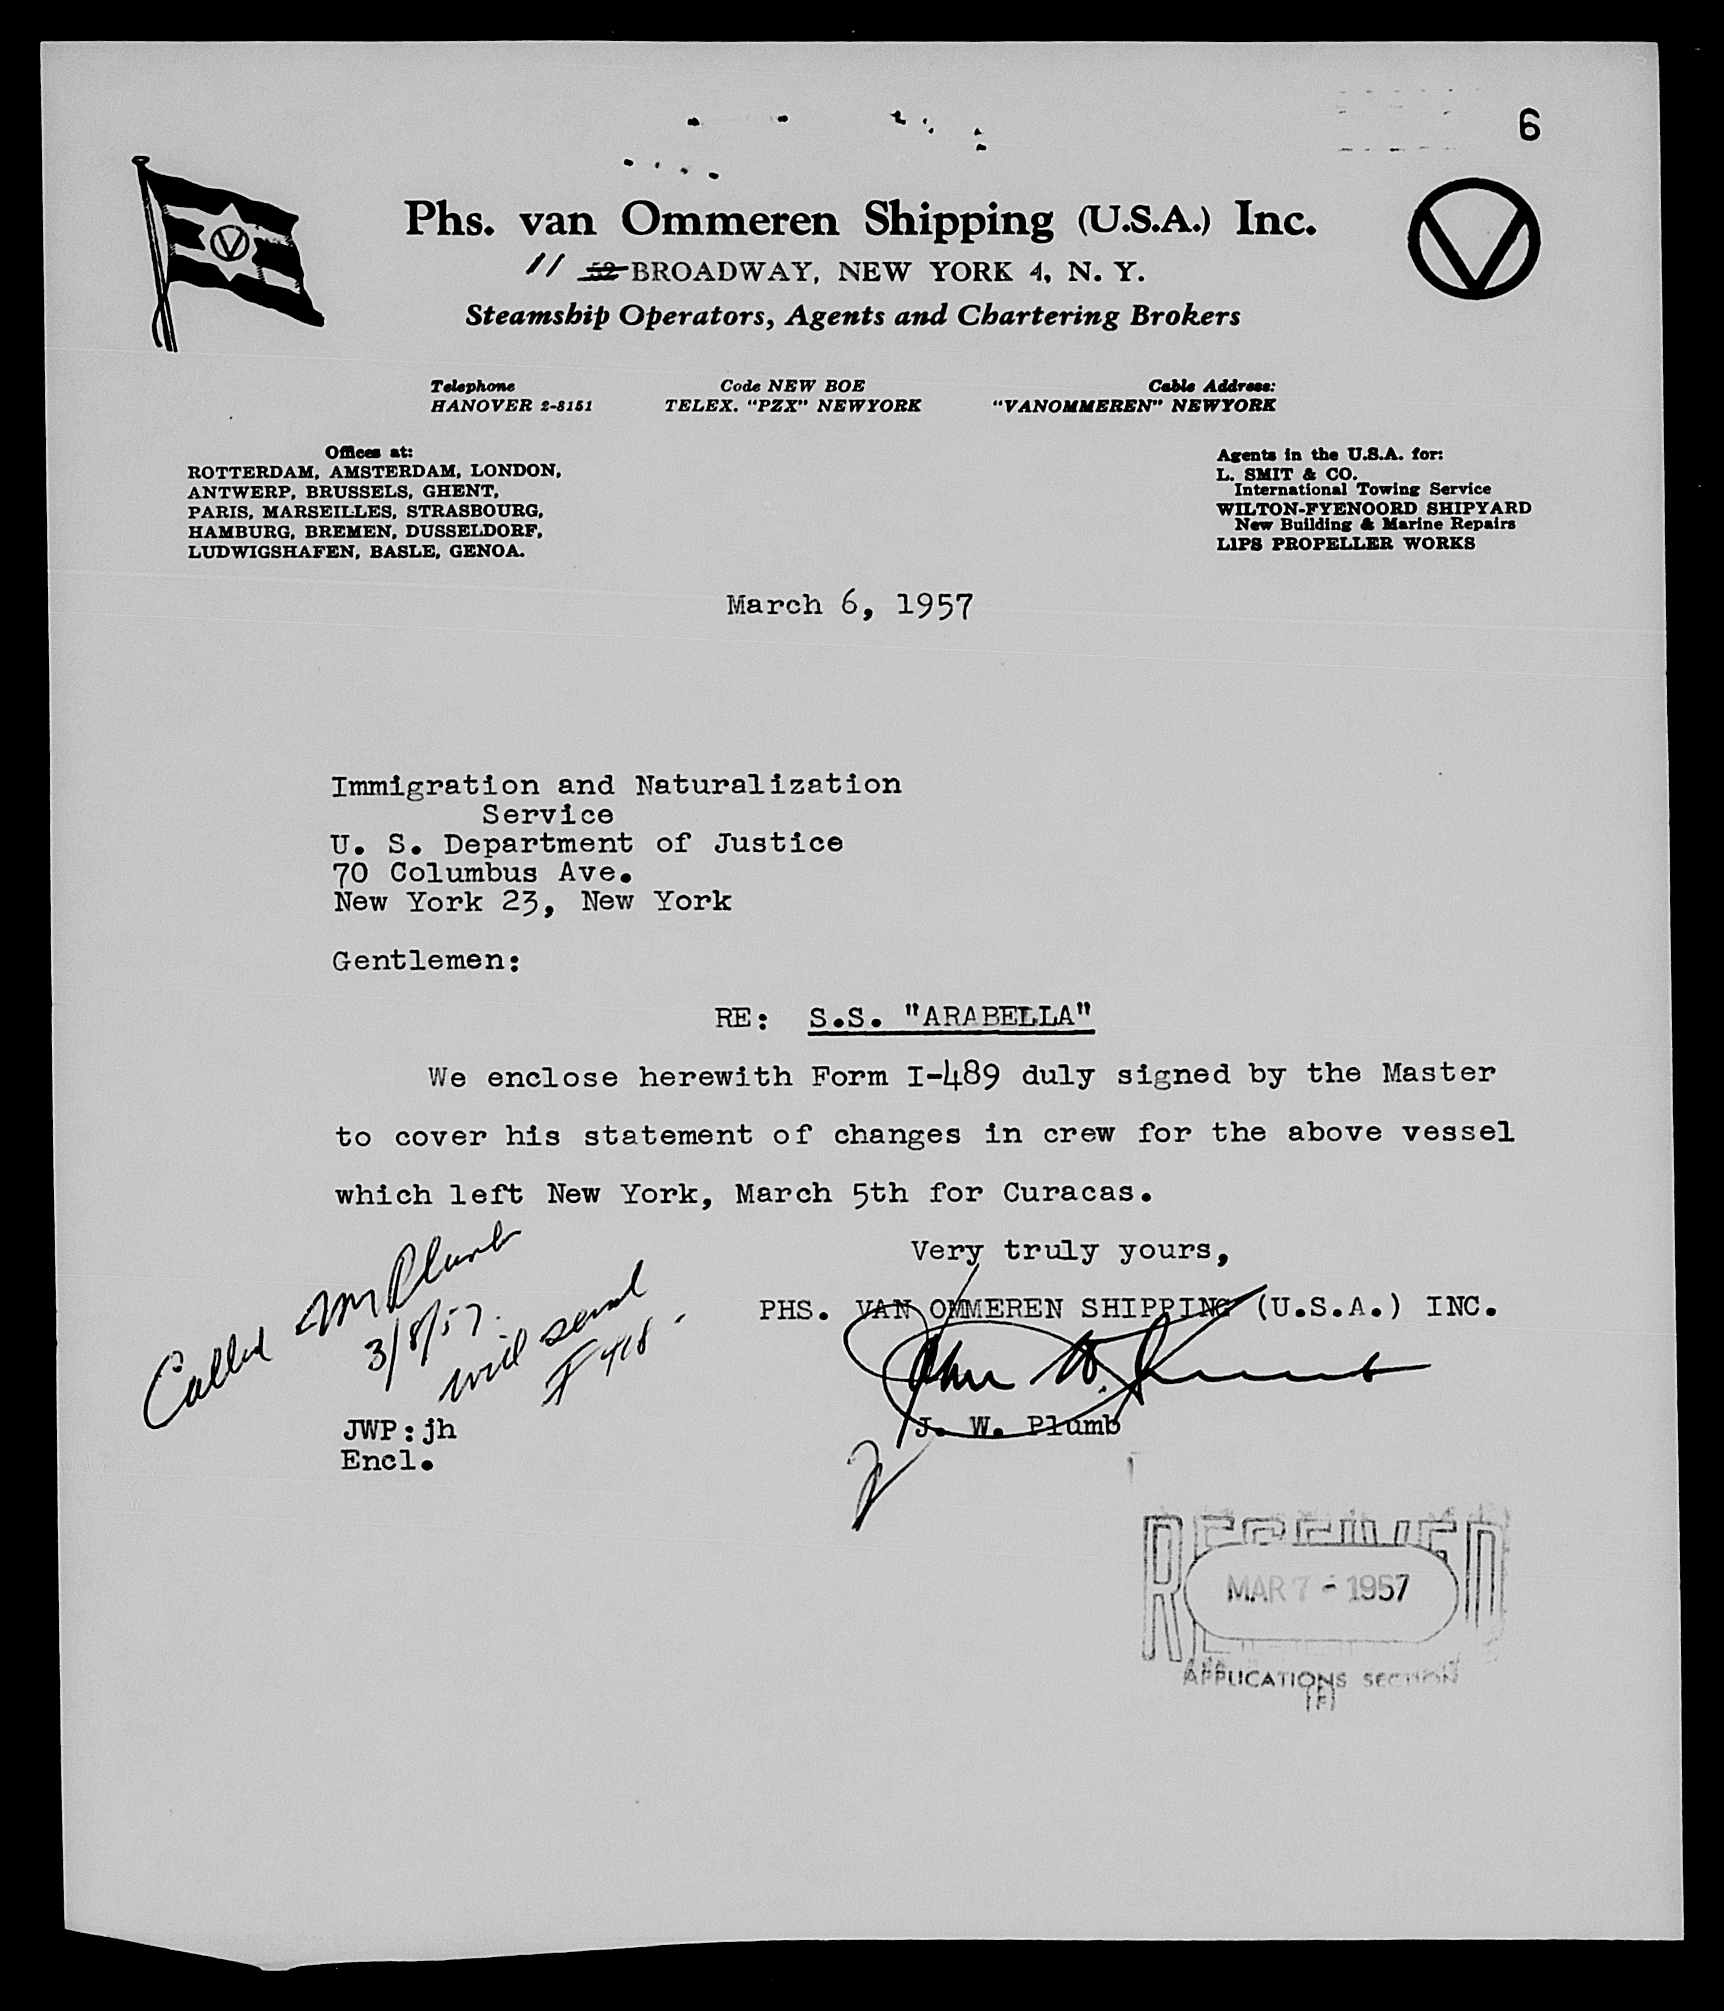 6
Phs. van Ommeren Shipping (U.S.A.) Inc.
11 52 BROADWAY, NEW YORK 4, N. Y.
Steamship Operators, Agents and Chartering Brokers
Telephone
HANOVER 2-8151
Code NEW BOE
TELEX. "PZX" NEWYORK
Cable Address:
"VANOMMEREN" NEWYORK
Offices at:
ROTTERDAM, AMSTERDAM, LONDON,
ANTWERP, BRUSSELS, GHENT,
PARIS, MARSEILLES, STRASBOURG,
HAMBURG, BREMEN, DUSSELDORF,
LUDWIGSHAFEN, BASLE, GENOA.
Agents in the U.S.A. for:
L. SMIT & CO.
International Towing Service
WILTON-FYENOORD SHIPYARD
New Building & Marine Repairs
LIPS PROPELLER WORKS
March 6, 1957
Immigration and Naturalization
Service
U. S. Department of Justice
70 Columbus Ave.
New York 23, New York
Gentlemen:
RE: S.S. "ARABELLA"
We enclose herewith Form I-489 duly signed by the Master
to cover his statement of changes in crew for the above vessel
which left New York, March 5th for Curacas.
Very truly yours,
PHS. VAN OMMEREN SHIPPING (U.S.A.) INC.
John W. Plumb
J. W. Plumb
Called Mr Plumb
3/8/57.
will send
I 418.
JWP:jh
Encl.
RECEIVED
MAR 7 - 1957
APPLICATIONS SECTION